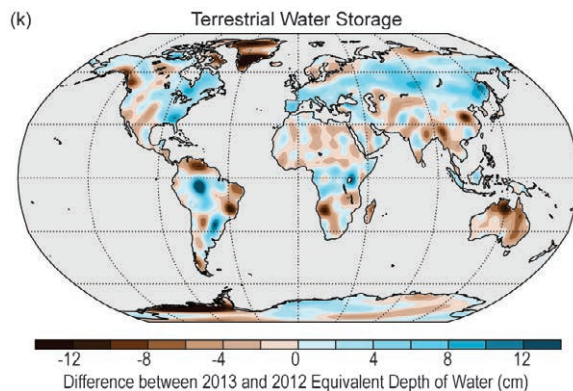 (k) Terrestrial Water Storage
-12 -8 -4 0 4 8 12
Difference between 2013 and 2012 Equivalent Depth of Water (cm)